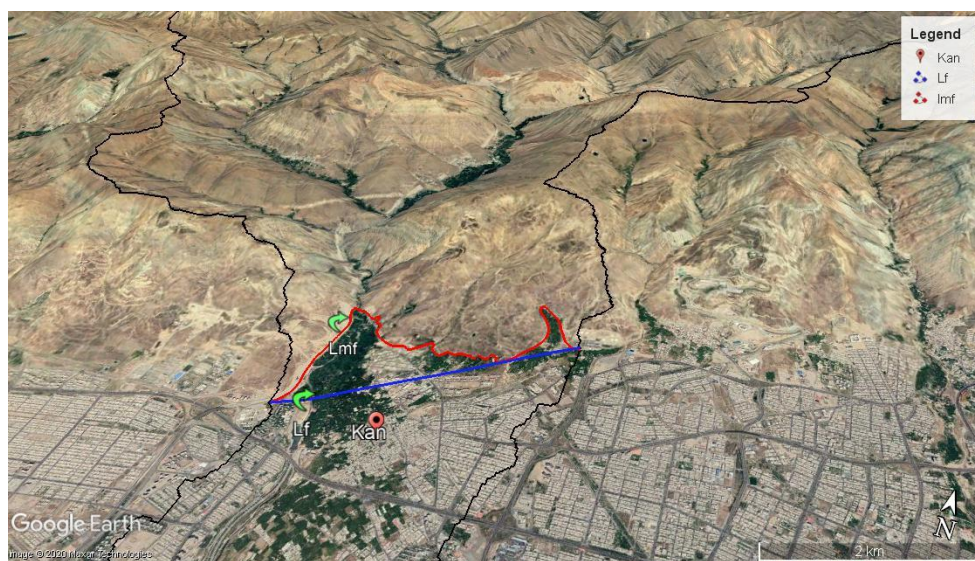 Legend
Kan
Lf
lmf
Lmf
Lf
Kan
Google Earth
Image © 2020 Maxar Technologies
N
2 km